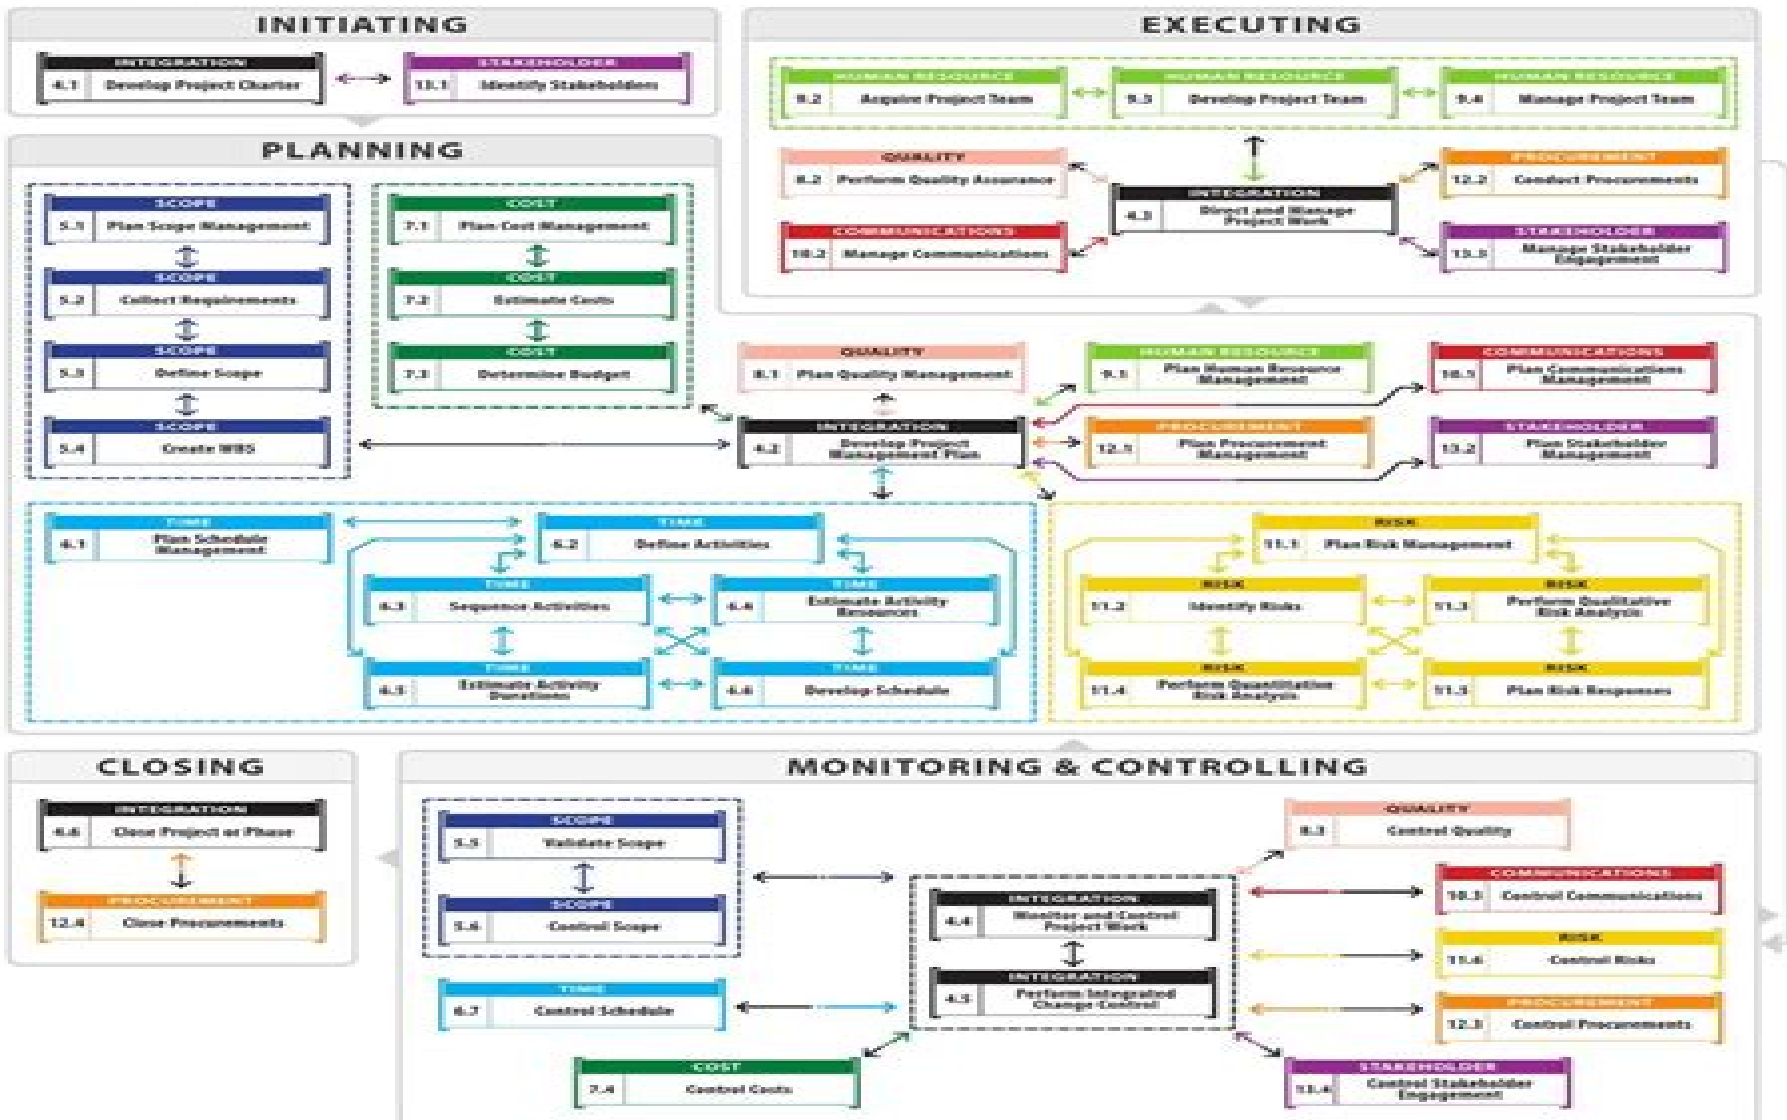 INITIATING
INTEGRATION
4.1 Develop Project Charter
STAKEHOLDER
13.1 Identify Stakeholders
PLANNING
SCOPE
5.1 Plan Scope Management
SCOPE
5.2 Collect Requirements
SCOPE
5.3 Define Scope
SCOPE
5.4 Create WBS
COST
7.1 Plan Cost Management
COST
7.2 Estimate Costs
COST
7.3 Determine Budget
EXECUTING
HUMAN RESOURCE
9.2 Acquire Project Team
HUMAN RESOURCE
9.3 Develop Project Team
HUMAN RESOURCE
9.4 Manage Project Team
QUALITY
8.2 Perform Quality Assurance
COMMUNICATIONS
10.2 Manage Communications
INTEGRATION
4.3 Direct and Manage
Project Work
PROCUREMENT
12.2 Conduct Procurements
STAKEHOLDER
13.3 Manage Stakeholder
Engagement
QUALITY
8.1 Plan Quality Management
HUMAN RESOURCE
9.1 Plan Human Resource
Management
COMMUNICATIONS
10.1 Plan Communications
Management
INTEGRATION
4.2 Develop Project
Management Plan
PROCUREMENT
12.1 Plan Procurement
Management
STAKEHOLDER
13.2 Plan Stakeholder
Management
TIME
6.1 Plan Schedule
Management
TIME
6.2 Define Activities
TIME
6.3 Sequence Activities
TIME
6.4 Estimate Activity
Resources
TIME
6.5 Estimate Activity
Durations
TIME
6.6 Develop Schedule
RISK
11.1 Plan Risk Management
RISK
11.2 Identify Risks
RISK
11.3 Perform Qualitative
Risk Analysis
RISK
11.4 Perform Quantitative
Risk Analysis
RISK
11.5 Plan Risk Responses
CLOSING
INTEGRATION
4.6 Close Project or Phase
PROCUREMENT
12.4 Close Procurements
MONITORING & CONTROLLING
SCOPE
5.5 Validate Scope
SCOPE
5.6 Control Scope
TIME
6.7 Control Schedule
COST
7.4 Control Costs
INTEGRATION
4.4 Monitor and Control
Project Work
INTEGRATION
4.5 Perform Integrated
Change Control
QUALITY
8.3 Control Quality
COMMUNICATIONS
10.3 Control Communications
RISK
11.6 Control Risks
PROCUREMENT
12.3 Control Procurements
STAKEHOLDER
13.4 Control Stakeholder
Engagement